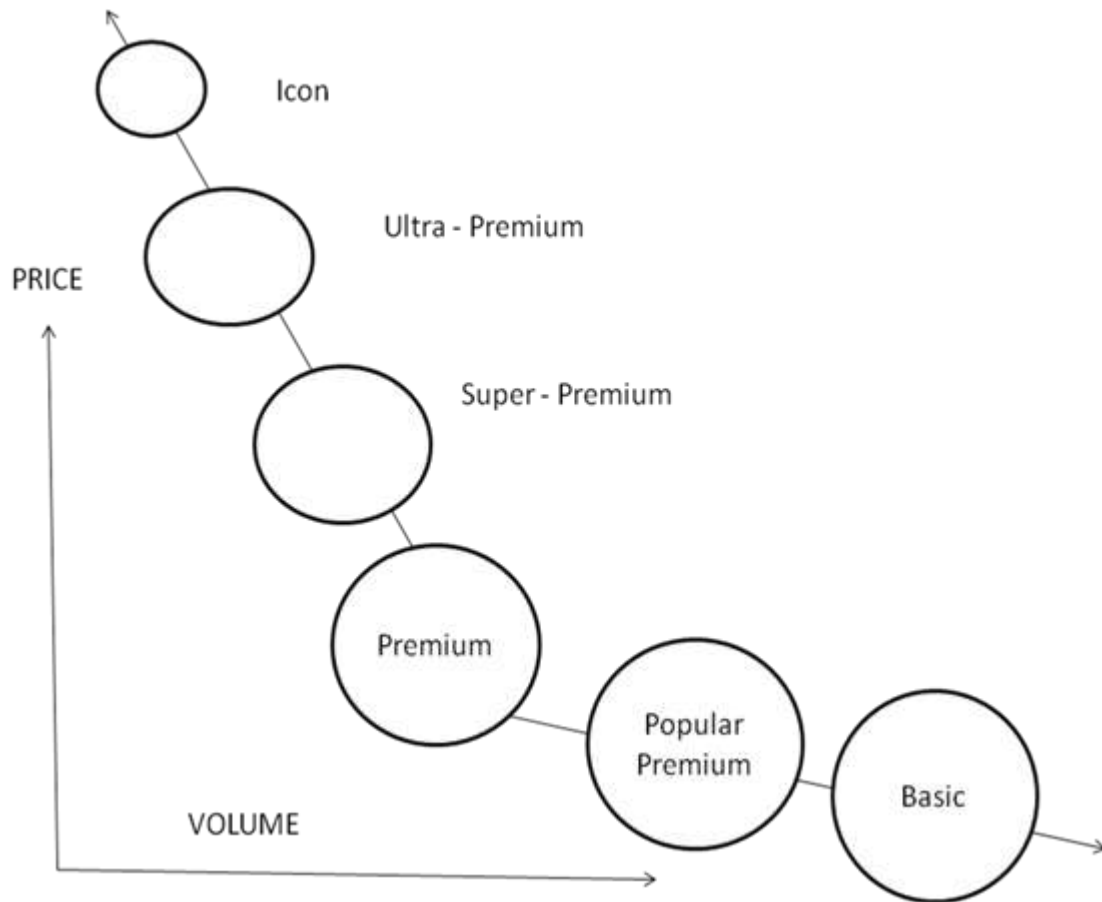 Icon
Ultra - Premium
PRICE
Super - Premium
Premium
Popular
Premium
Basic
VOLUME